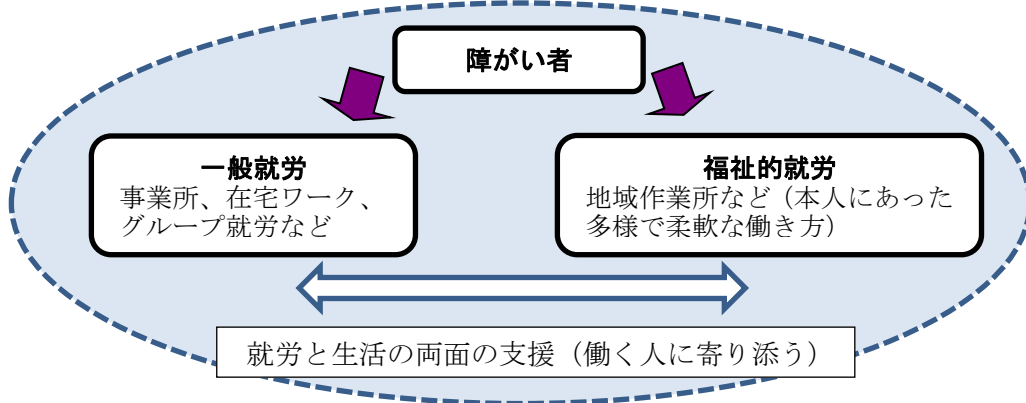 障がい者
一般就労
事業所、在宅ワーク、
グループ就労など
福祉的就労
地域作業所など（本人にあった
多様で柔軟な働き方）
就労と生活の両面の支援（働く人に寄り添う）